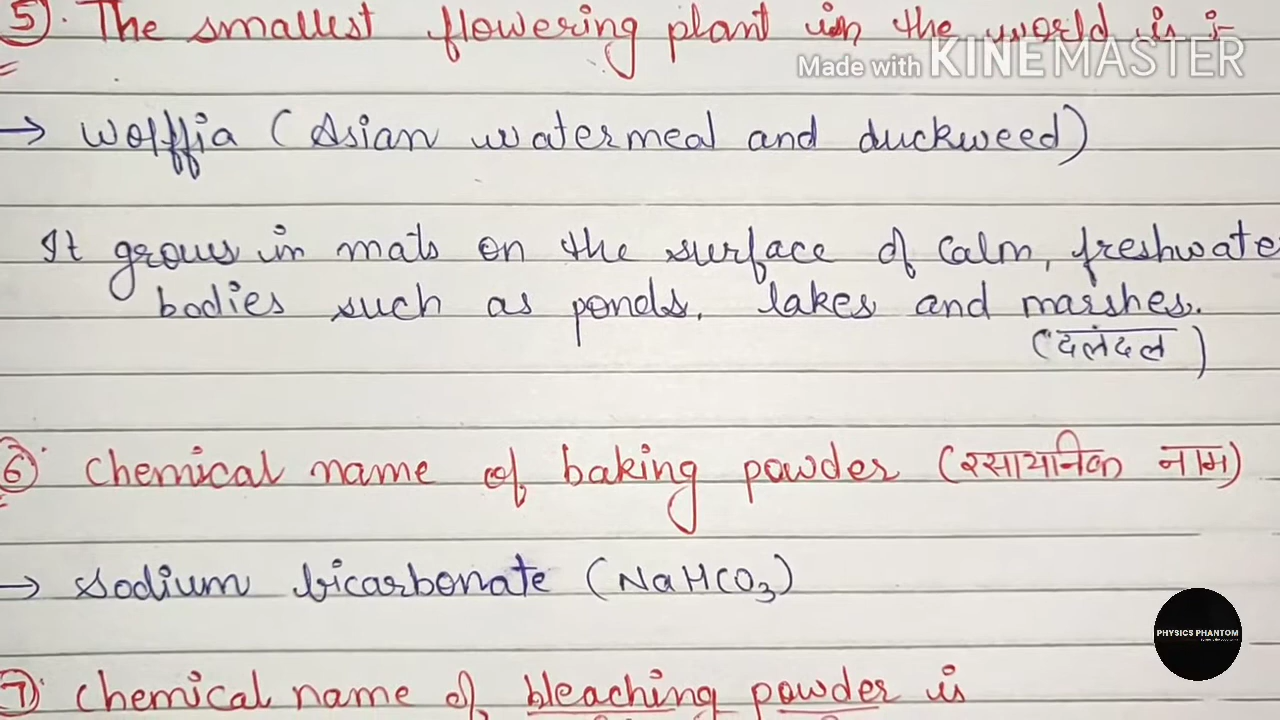 5). The smallest flowering plant in the world is :-
Made with KINEMASTER
→ Wolffia (Asian watermeal and duckweed)
It grows in mats on the surface of calm, freshwate
bodies such as ponds, lakes and marshes.
(दलदल)
6) Chemical name of baking powder (रसायनिक नाम)
→ Sodium bicarbonate (NaHCO3)
PHYSICS PHANTOM
7) Chemical name of bleaching powder is